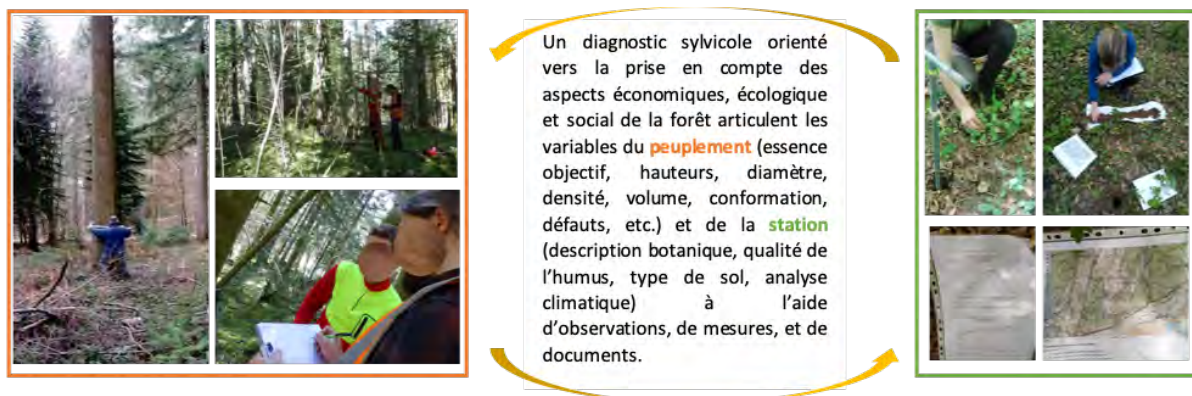 Un diagnostic sylvicole orienté
vers la prise en compte des
aspects économiques, écologique
et social de la forêt articulent les
variables du peuplement (essence
objectif, hauteurs, diamètre,
densité, volume, conformation,
défauts, etc.) et de la station
(description botanique, qualité de
l'humus, type de sol, analyse
climatique) à l'aide
d'observations, de mesures, et de
documents.